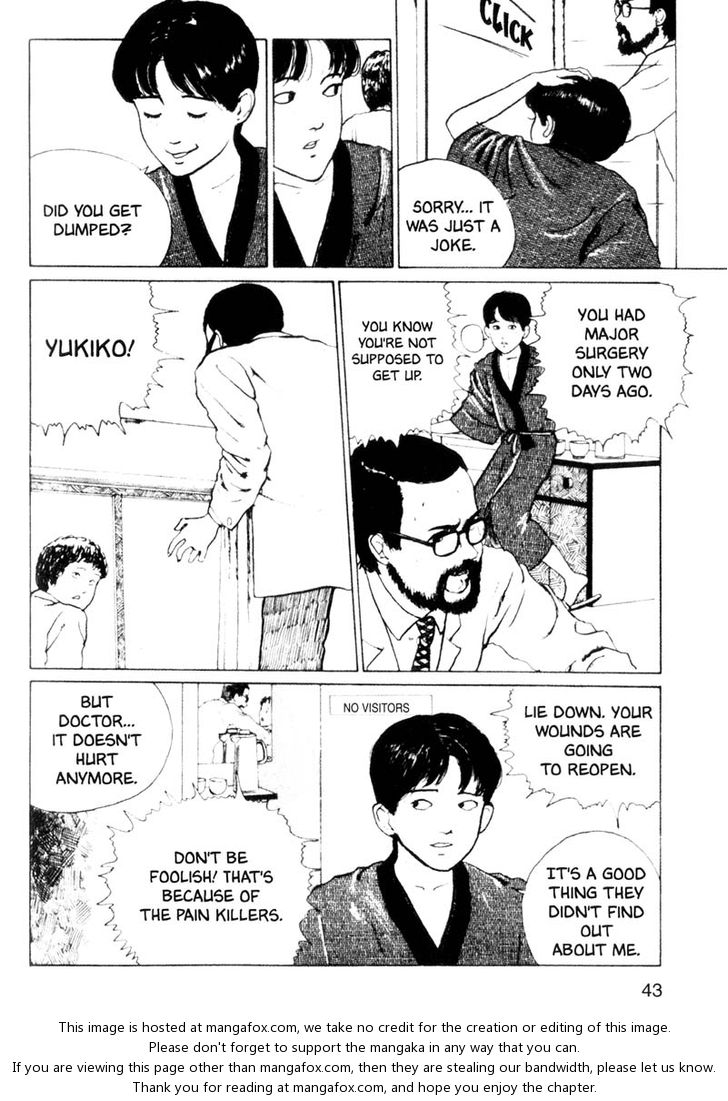 DID YOU GET
DUMPED?
CLICK
SORRY... IT
WAS JUST A
JOKE.
YUKIKO!
YOU KNOW
YOU'RE NOT
SUPPOSED TO
GET UP.
YOU HAD
MAJOR
SURGERY
ONLY TWO
DAYS AGO.
BUT
DOCTOR...
IT DOESN'T
HURT
ANYMORE.
DON'T BE
FOOLISH! THAT'S
BECAUSE OF
THE PAIN KILLERS.
NO VISITORS
LIE DOWN. YOUR
WOUNDS ARE
GOING
TO REOPEN.
IT'S A GOOD
THING THEY
DIDN'T FIND
OUT
ABOUT ME.
43
This image is hosted at mangafox.com, we take no credit for the creation or editing of this image.
Please don't forget to support the mangaka in any way that you can.
If you are viewing this page other than mangafox.com, then they are stealing our bandwidth, please let us know.
Thank you for reading at mangafox.com, and hope you enjoy the chapter.